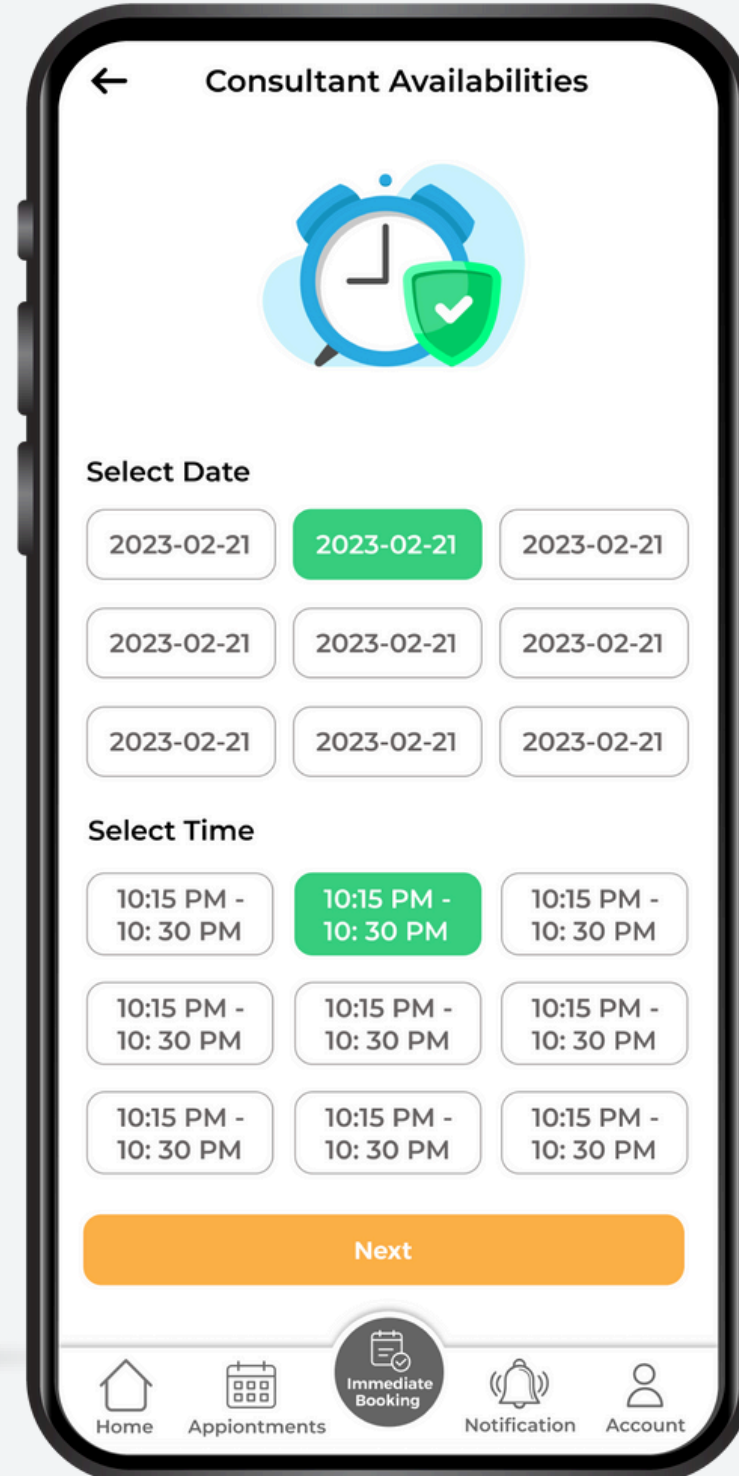 Consultant Availabilities
Select Date
2023-02-21 2023-02-21 2023-02-21
2023-02-21 2023-02-21 2023-02-21
2023-02-21 2023-02-21 2023-02-21
Select Time
10:15 PM - 10:15 PM - 10:15 PM -
10: 30 PM 10: 30 PM 10: 30 PM
10:15 PM - 10:15 PM - 10:15 PM -
10: 30 PM 10: 30 PM 10: 30 PM
10:15 PM - 10:15 PM - 10:15 PM -
10: 30 PM 10: 30 PM 10: 30 PM
Next
Immediate
Booking
Home Appiontments Notification Account